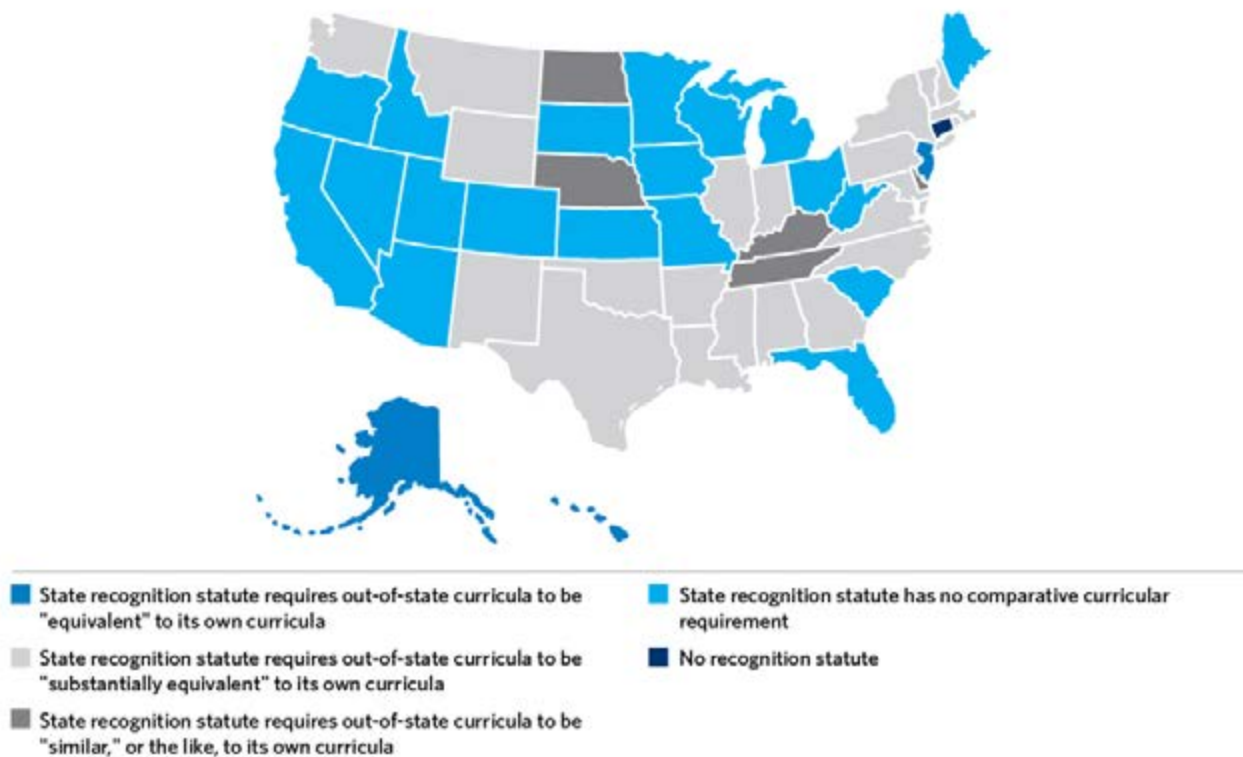 State recognition statute requires out-of-state curricula to be
"equivalent" to its own curricula
State recognition statute requires out-of-state curricula to be
"substantially equivalent" to its own curricula
State recognition statute requires out-of-state curricula to be
"similar," or the like, to its own curricula
State recognition statute has no comparative curricular
requirement
No recognition statute